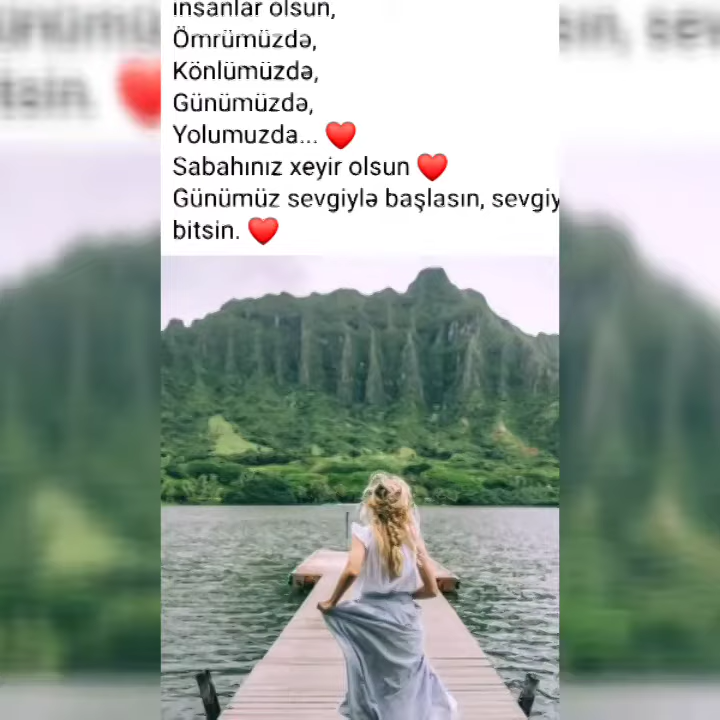 insanlar olsun,
Ömrümüzdə,
Könlümüzdə,
Günümüzdə,
Yolumuzda... ❤️
Sabahınız xeyir olsun ❤️
Günümüz sevgiylə başlasın, sevgiy
bitsin. ❤️